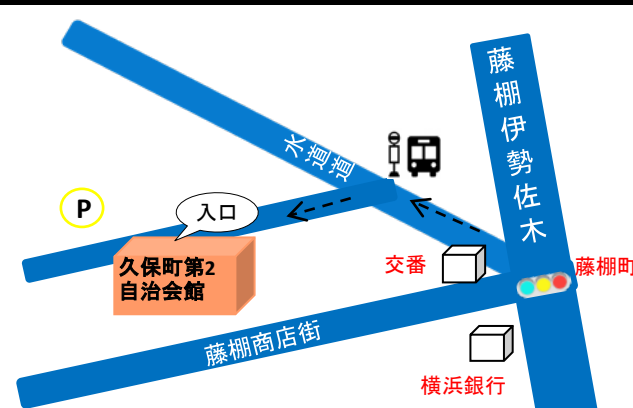 藤棚伊勢佐木
水道道
P
入口
久保町第2
自治会館
交番
藤棚町
藤棚商店街
横浜銀行